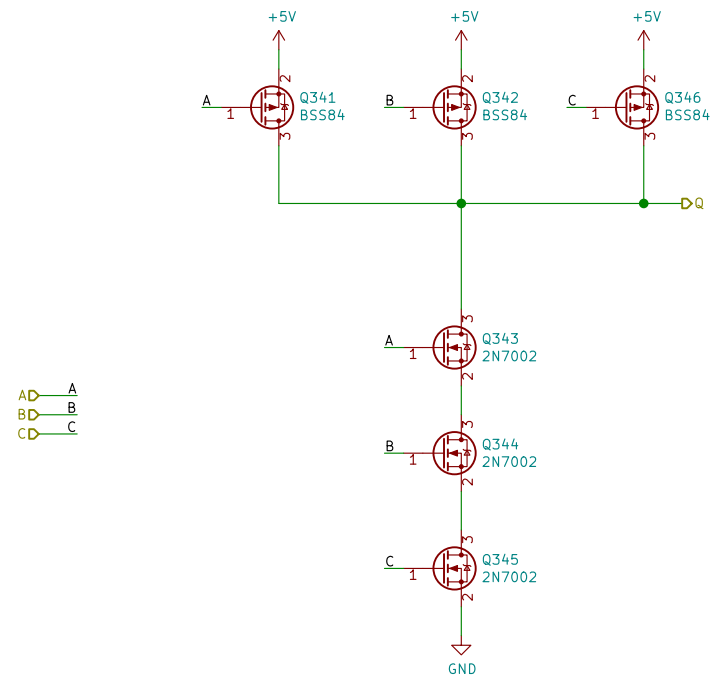 +5V +5V +5V
2 2 2
A 1 Q341 B 1 Q342 C 1 Q346
BSS84 BSS84 BSS84
3 3 3
Q
3
A 1 Q343
2N7002
2
A A
B B
C C
3
B 1 Q344
2N7002
2
3
C 1 Q345
2N7002
2
GND